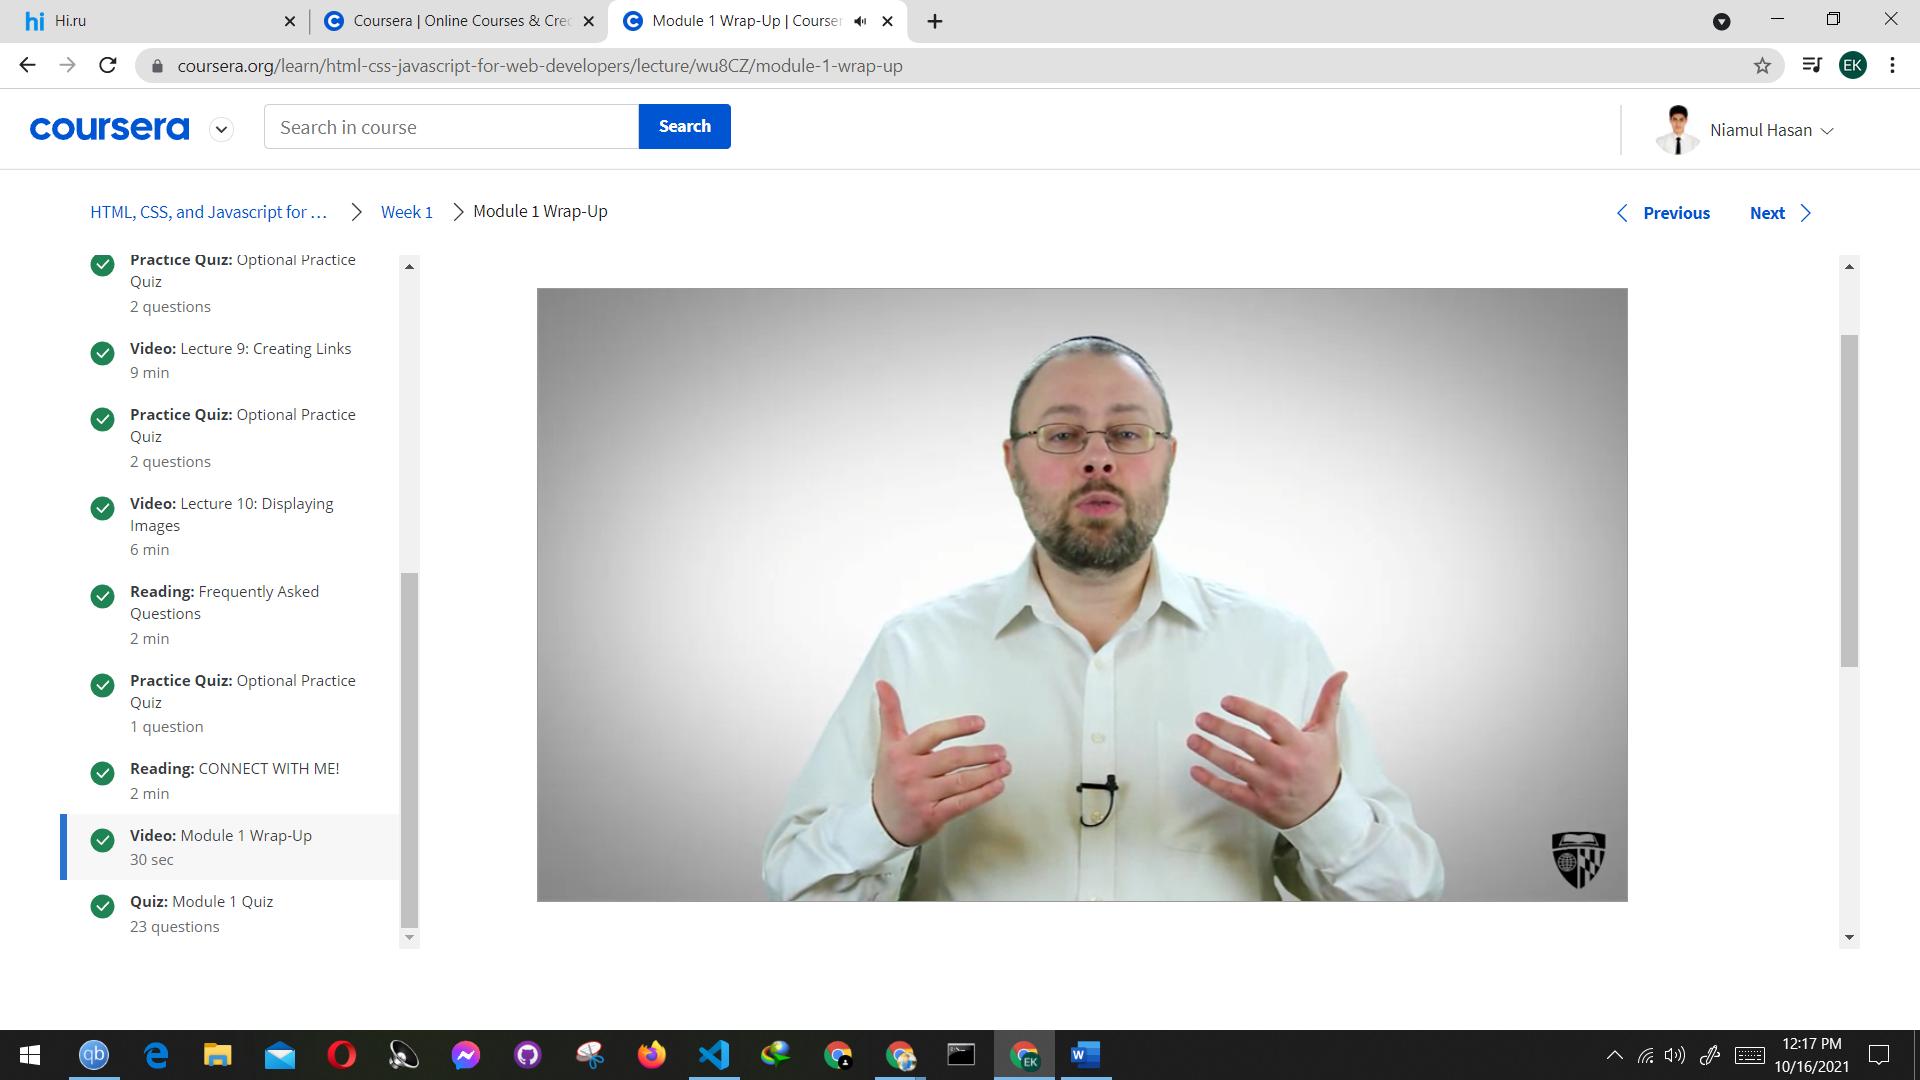 hi Hi.ru
Coursera | Online Courses & Cred
Module 1 Wrap-Up | Courser
coursera.org/learn/html-css-javascript-for-web-developers/lecture/wu8CZ/module-1-wrap-up
EK
coursera
Search in course
Search
Niamul Hasan
HTML, CSS, and Javascript for ...
Week 1
Module 1 Wrap-Up
Previous
Next
Practice Quiz: Optional Practice
Quiz
2 questions
Video: Lecture 9: Creating Links
9 min
Practice Quiz: Optional Practice
Quiz
2 questions
Video: Lecture 10: Displaying
Images
6 min
Reading: Frequently Asked
Questions
2 min
Practice Quiz: Optional Practice
Quiz
1 question
Reading: CONNECT WITH ME!
2 min
Video: Module 1 Wrap-Up
30 sec
Quiz: Module 1 Quiz
23 questions
qb
EK
W
12:17 PM
10/16/2021